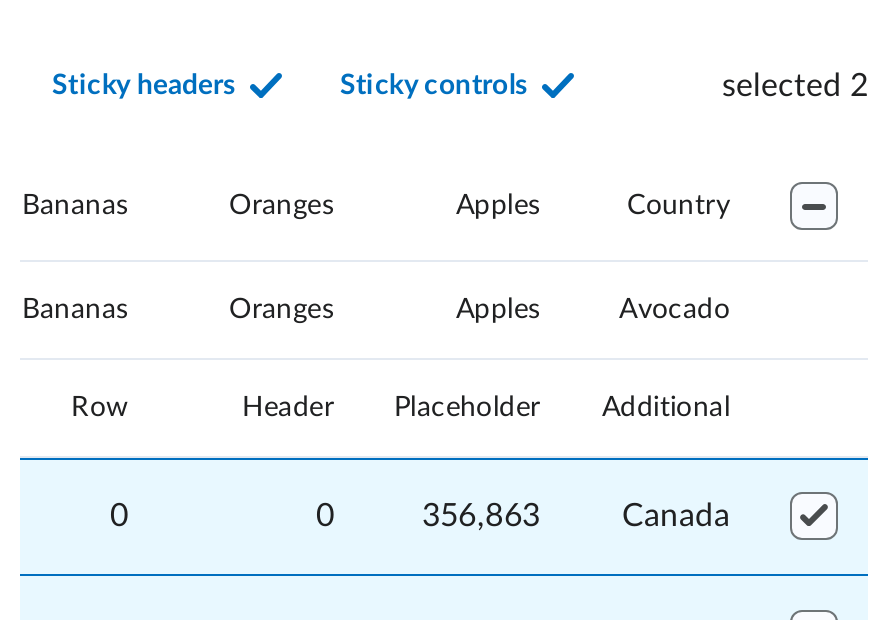 Sticky headers Sticky controls selected 2
Bananas Oranges Apples Country
Bananas Oranges Apples Avocado
Row Header Placeholder Additional
0 0 356,863 Canada